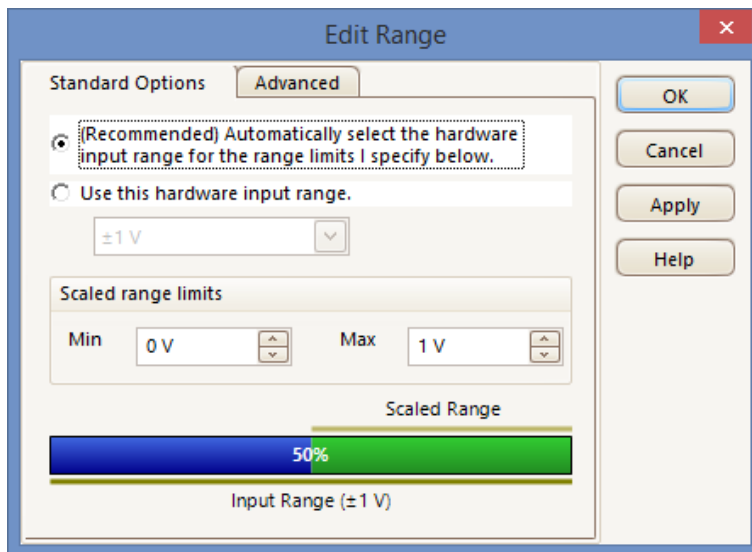 Edit Range
Standard Options
Advanced
(Recommended) Automatically select the hardware
input range for the range limits I specify below.
Use this hardware input range.
±1 V
Scaled range limits
Min
0 V
Max
1 V
Scaled Range
50%
Input Range (±1 V)
OK
Cancel
Apply
Help